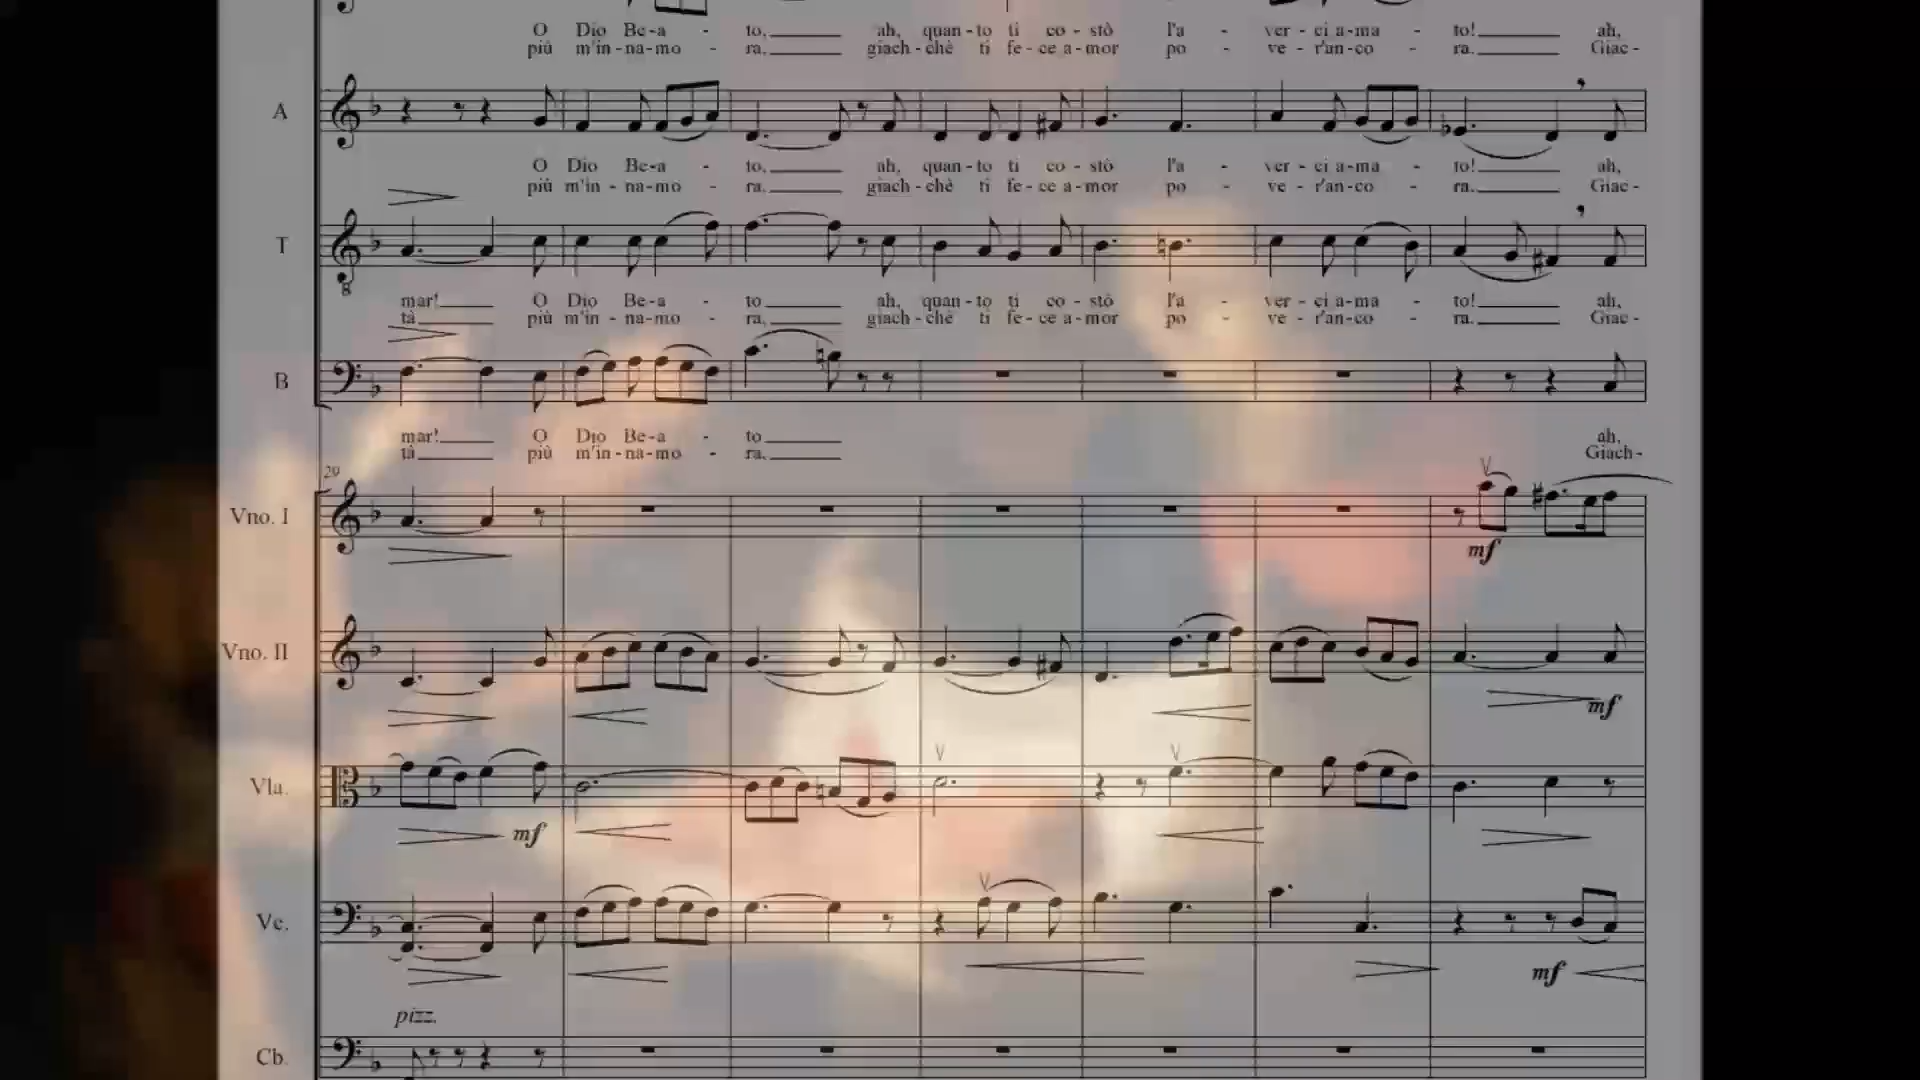 O Dio Be-a - to, ah, quan-to ti co-stò l'a - ver-ci a-ma - to! ah,
più m'in-na-mo - ra, giach-chè ti fe-ce a-mor po - ve-r'an-co - ra. Giac-
A
O Dio Be-a - to, ah, quan-to ti co-stò l'a - ver-ci a-ma - to! ah,
più m'in-na-mo - ra, giach-chè ti fe-ce a-mor po - ve-r'an-co - ra. Giac-
T
8
mar! O Dio Be-a - to ah, quan-to ti co-stò l'a - ver-ci a-ma - to! ah,
tà più m'in-na-mo - ra, giach-chè ti fe-ce a-mor po - ve-r'an-co - ra. Giac-
B
mar! O Dio Be-a - to ah,
tà più m'in-na-mo - ra. Giach-
29
Vno. I
mf
Vno. II
mf
Vla.
mf
Vc.
mf
pizz.
Cb.